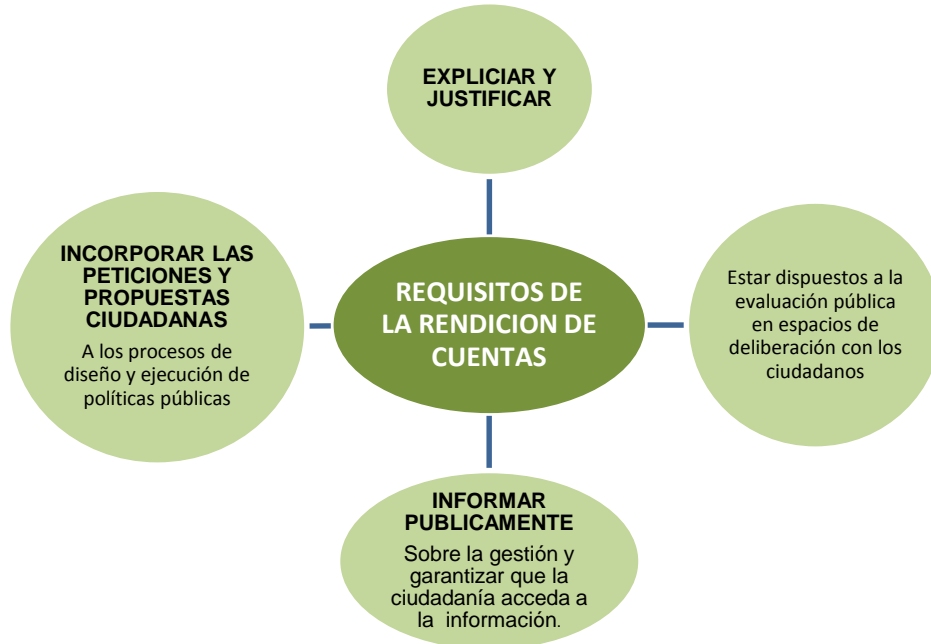 EXPLICIAR Y
JUSTIFICAR
INCORPORAR LAS
PETICIONES Y
PROPUESTAS
CIUDADANAS
A los procesos de
diseño y ejecución de
políticas públicas
REQUISITOS DE
LA RENDICION DE
CUENTAS
Estar dispuestos a la
evaluación pública
en espacios de
deliberación con los
ciudadanos
INFORMAR
PUBLICAMENTE
Sobre la gestión y
garantizar que la
ciudadanía acceda a
la información.